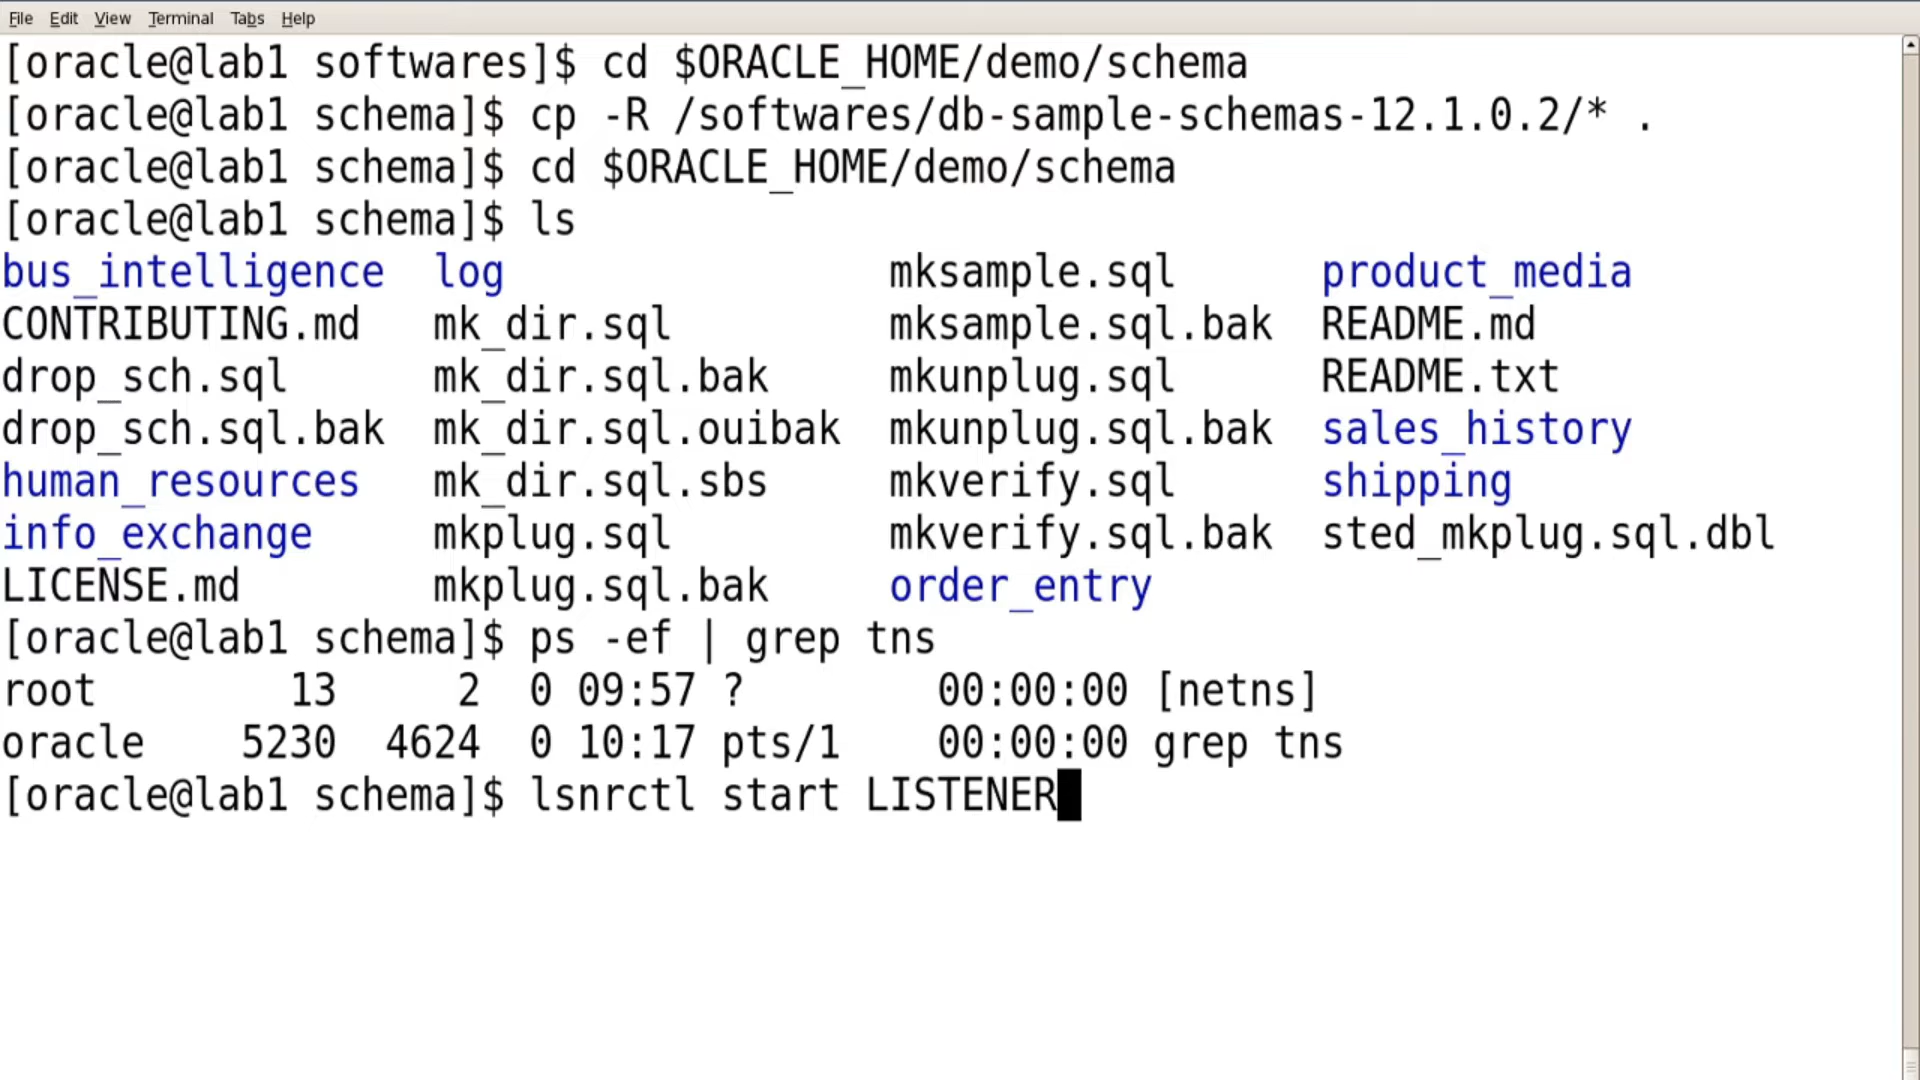 File Edit View Terminal Tabs Help
[oracle@lab1 softwares]$ cd $ORACLE_HOME/demo/schema
[oracle@lab1 schema]$ cp -R /softwares/db-sample-schemas-12.1.0.2/* .
[oracle@lab1 schema]$ cd $ORACLE_HOME/demo/schema
[oracle@lab1 schema]$ ls
bus_intelligence  log                mksample.sql      product_media
CONTRIBUTING.md   mk_dir.sql         mksample.sql.bak  README.md
drop_sch.sql      mk_dir.sql.bak     mkunplug.sql      README.txt
drop_sch.sql.bak  mk_dir.sql.ouibak  mkunplug.sql.bak  sales_history
human_resources   mk_dir.sql.sbs     mkverify.sql      shipping
info_exchange     mkplug.sql         mkverify.sql.bak  sted_mkplug.sql.dbl
LICENSE.md        mkplug.sql.bak     order_entry
[oracle@lab1 schema]$ ps -ef | grep tns
root        13     2  0 09:57 ?        00:00:00 [netns]
oracle    5230  4624  0 10:17 pts/1    00:00:00 grep tns
[oracle@lab1 schema]$ lsnrctl start LISTENER